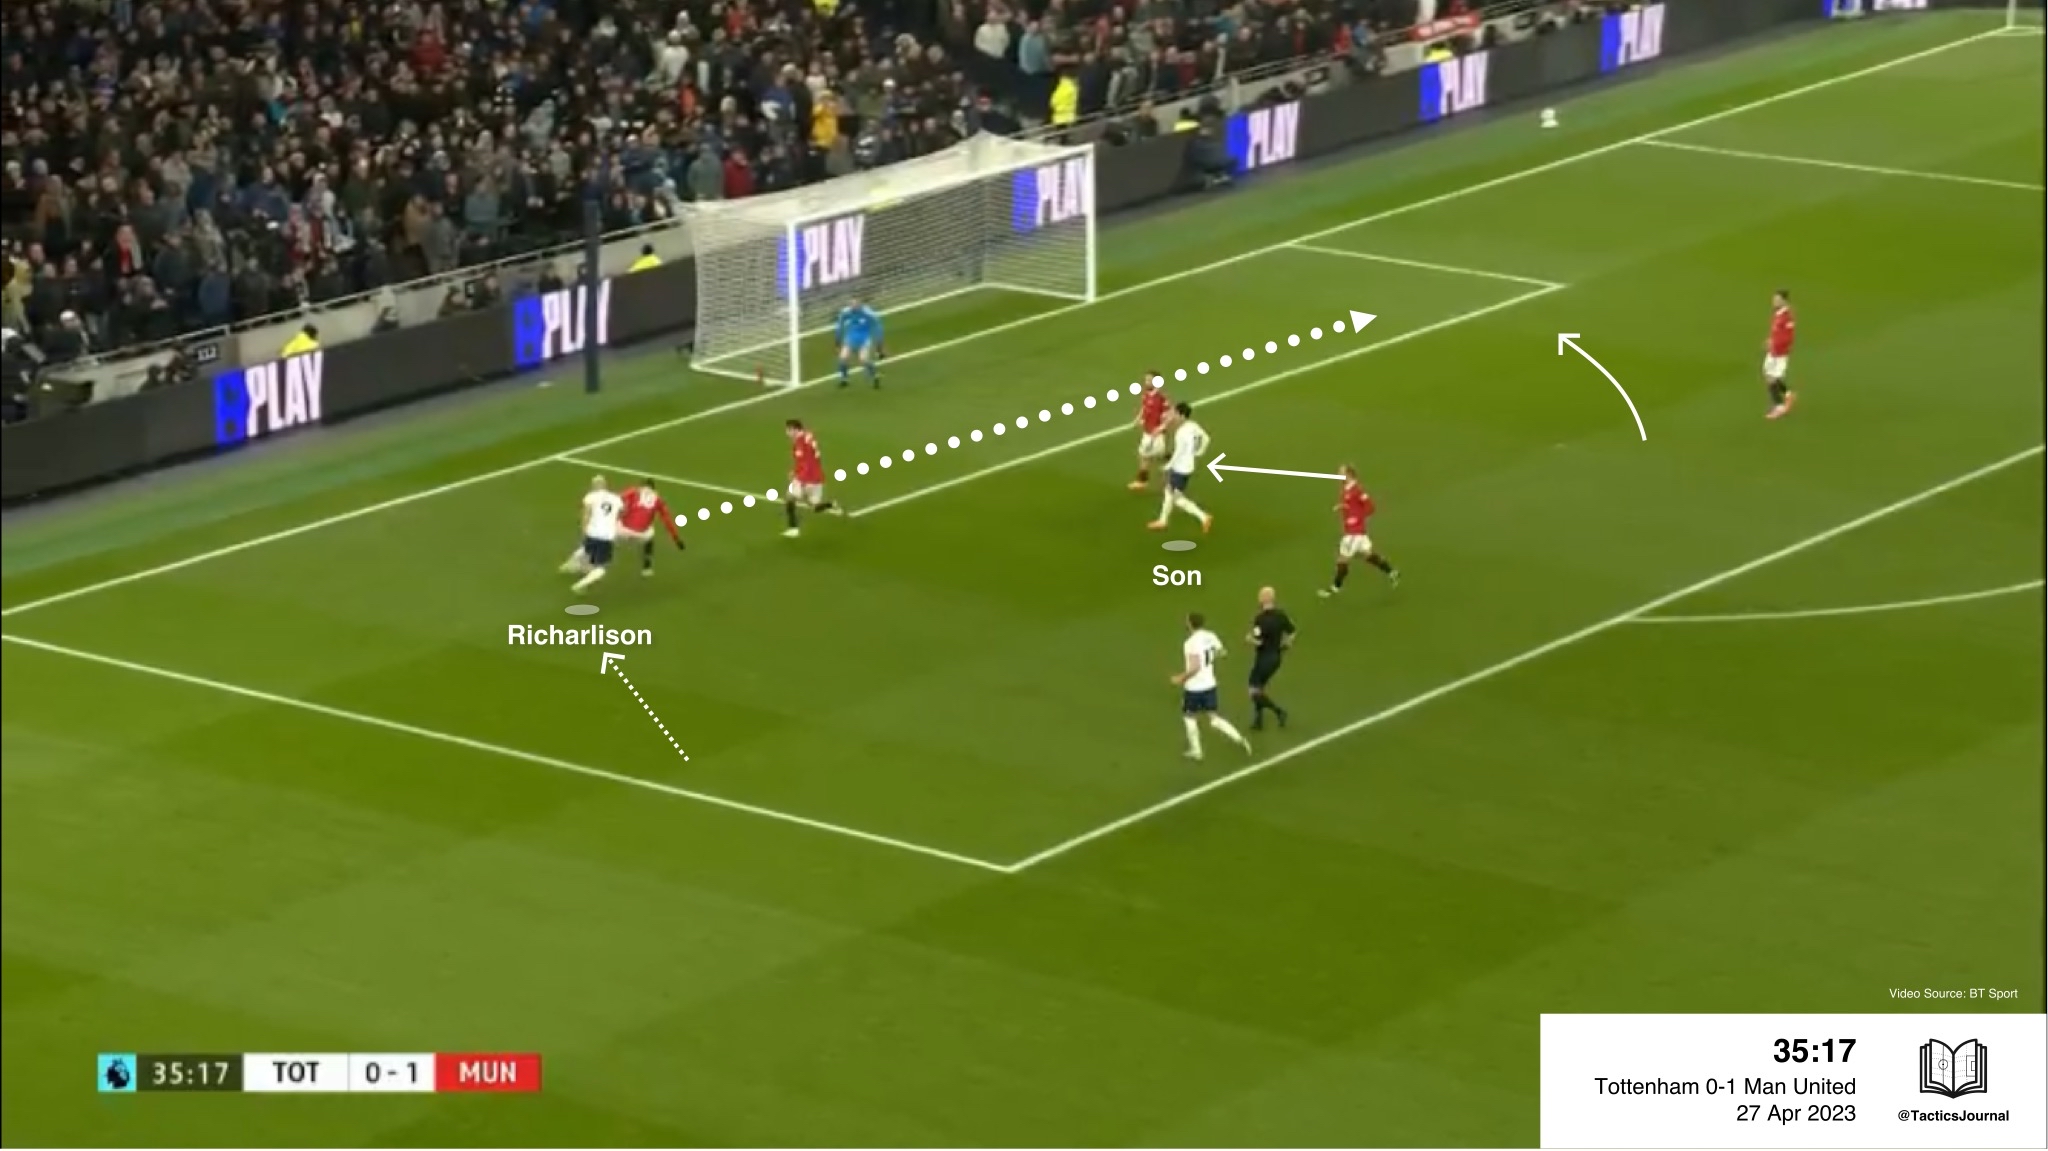 PLAY
PLAY
PLAY
PLAY
PLAY
PLAY
PLAY
9
Son
Richarlison
Video Source: BT Sport
35:17
Tottenham 0-1 Man United
27 Apr 2023
@TacticsJournal
35:17 TOT 0 - 1 MUN